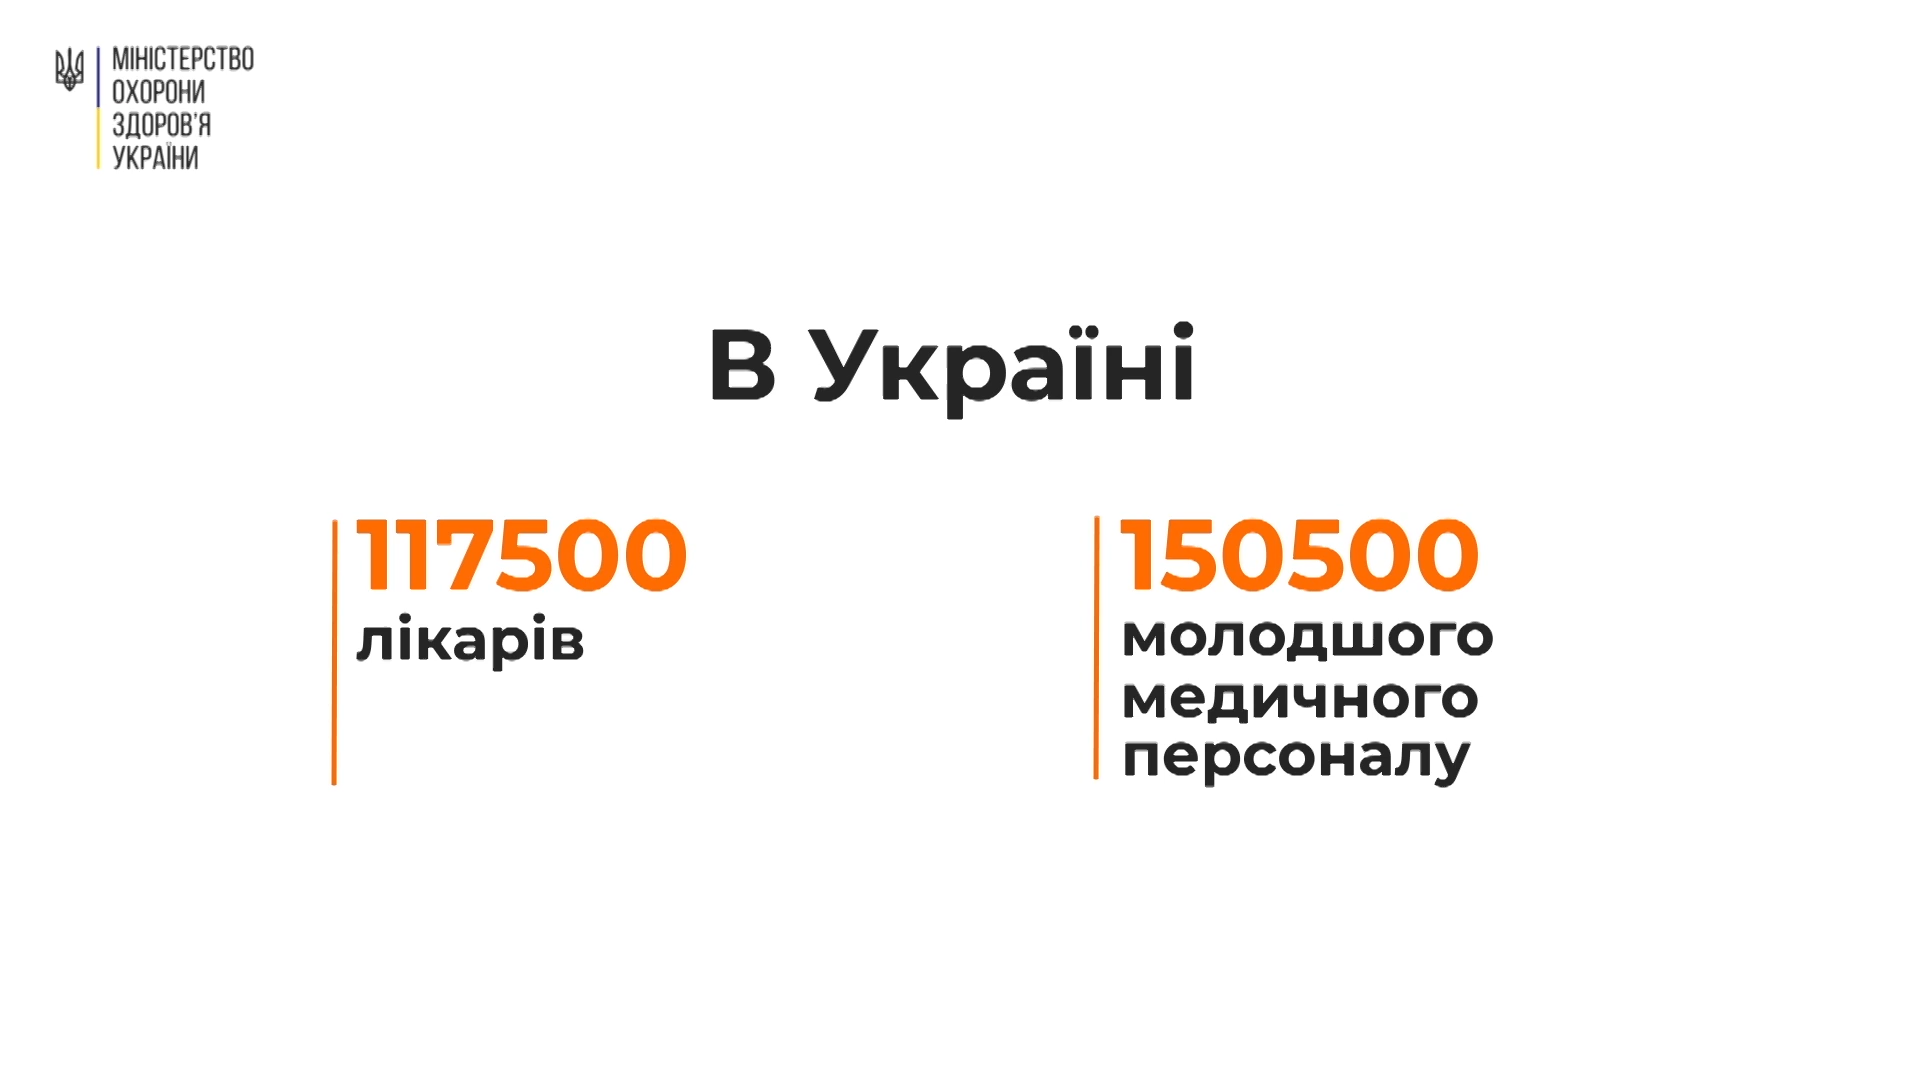 МІНІСТЕРСТВО
ОХОРОНИ
ЗДОРОВ'Я
УКРАЇНИ
В Україні
117500
лікарів
150500
молодшого
медичного
персоналу